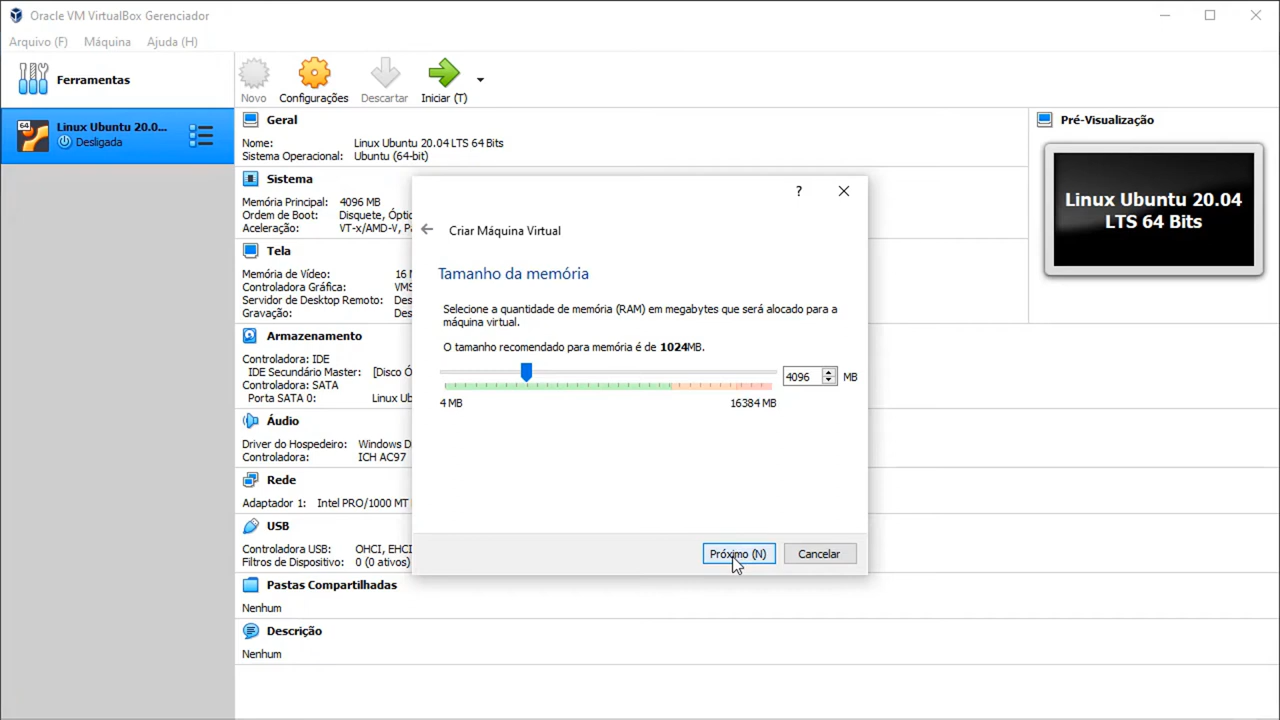 Oracle VM VirtualBox Gerenciador
Arquivo (F) Máquina Ajuda (H)
Ferramentas
Novo Configurações Descartar Iniciar (T)
64
Linux Ubuntu 20.0...
Desligada
Geral
Nome: Linux Ubuntu 20.04 LTS 64 Bits
Sistema Operacional: Ubuntu (64-bit)
Sistema
Memória Principal: 4096 MB
Ordem de Boot: Disquete, Óptic
Aceleração: VT-x/AMD-V, Pa
Tela
Memória de Vídeo: 16 M
Controladora Gráfica: VMS
Servidor de Desktop Remoto: Des
Gravação: Des
Armazenamento
Controladora: IDE
IDE Secundário Master: [Disco Ó
Controladora: SATA
Porta SATA 0: Linux Ub
Áudio
Driver do Hospedeiro: Windows D
Controladora: ICH AC97
Rede
Adaptador 1: Intel PRO/1000 MT
USB
Controladora USB: OHCI, EHCI
Filtros de Dispositivo: 0 (0 ativos)
Pastas Compartilhadas
Nenhum
Descrição
Nenhum
Pré-Visualização
Linux Ubuntu 20.04
LTS 64 Bits
?
Criar Máquina Virtual
Tamanho da memória
Selecione a quantidade de memória (RAM) em megabytes que será alocado para a
máquina virtual.
O tamanho recomendado para memória é de 1024MB.
4096 MB
4 MB 16384 MB
Próximo (N) Cancelar